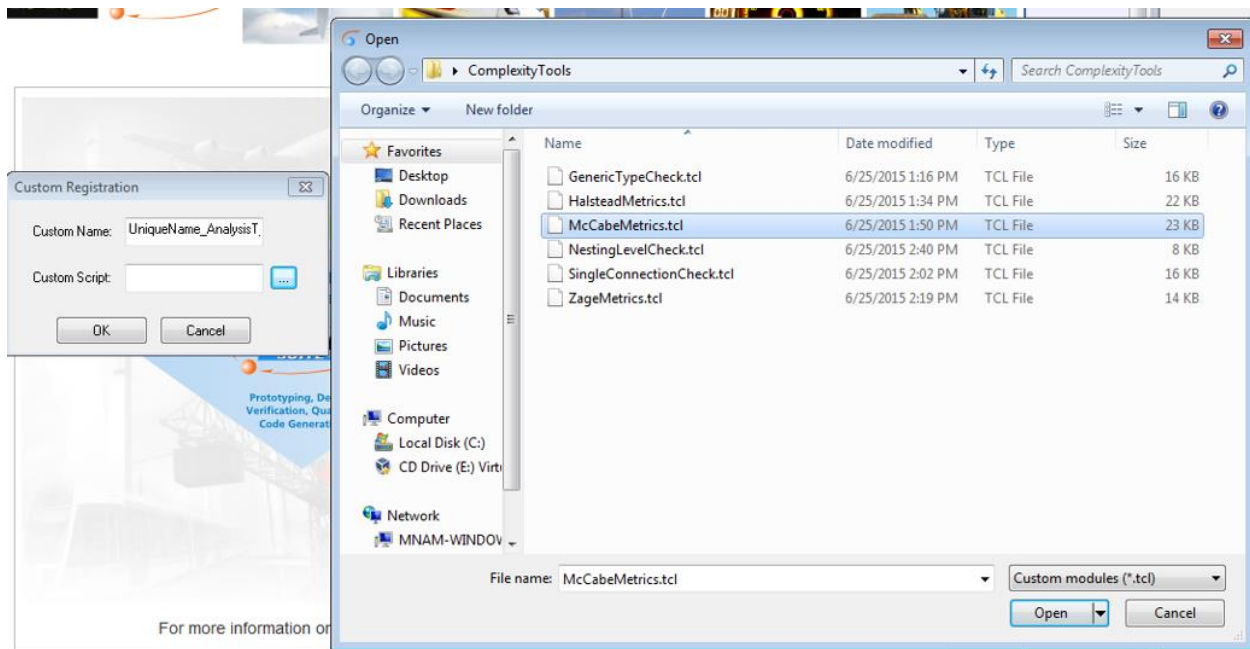 Open
ComplexityTools
Search ComplexityTools
Organize
New folder
Favorites
Desktop
Downloads
Recent Places
Libraries
Documents
Music
Pictures
Videos
Computer
Local Disk (C:)
CD Drive (E:) Virt
Network
MNAM-WINDOV
Name Date modified Type Size
GenericTypeCheck.tcl 6/25/2015 1:16 PM TCL File 16 KB
HalsteadMetrics.tcl 6/25/2015 1:34 PM TCL File 22 KB
McCabeMetrics.tcl 6/25/2015 1:50 PM TCL File 23 KB
NestingLevelCheck.tcl 6/25/2015 2:40 PM TCL File 8 KB
SingleConnectionCheck.tcl 6/25/2015 2:02 PM TCL File 16 KB
ZageMetrics.tcl 6/25/2015 2:19 PM TCL File 14 KB
File name: McCabeMetrics.tcl
Custom modules (*.tcl)
Open Cancel
Custom Registration
Custom Name: UniqueName_AnalysisT
Custom Script: ...
OK Cancel
Prototyping, De
Verification, Qua
Code Generat
For more information or